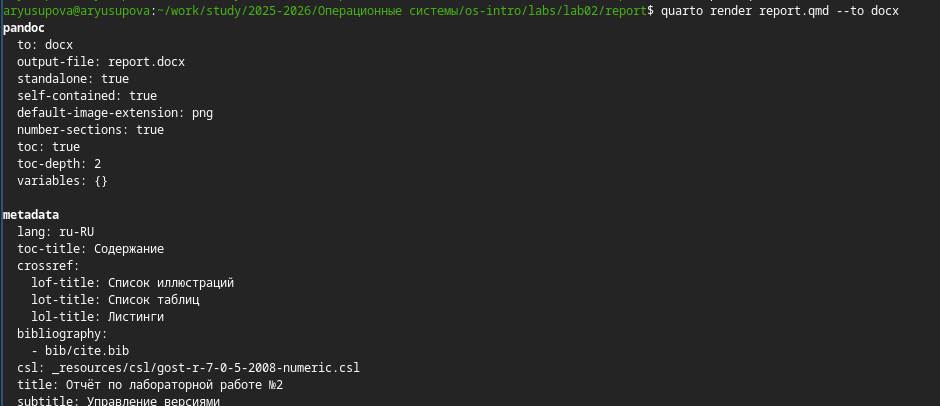 aryusupova@aryusupova:~/work/study/2025-2026/Операционные системы/os-intro/labs/lab02/report$ quarto render report.qmd --to docx
pandoc
  to: docx
  output-file: report.docx
  standalone: true
  self-contained: true
  default-image-extension: png
  number-sections: true
  toc: true
  toc-depth: 2
  variables: {}

metadata
  lang: ru-RU
  toc-title: Содержание
  crossref:
    lof-title: Список иллюстраций
    lot-title: Список таблиц
    lol-title: Листинги
  bibliography:
    - bib/cite.bib
  csl: _resources/csl/gost-r-7-0-5-2008-numeric.csl
  title: Отчёт по лабораторной работе №2
  subtitle: Управление версиями